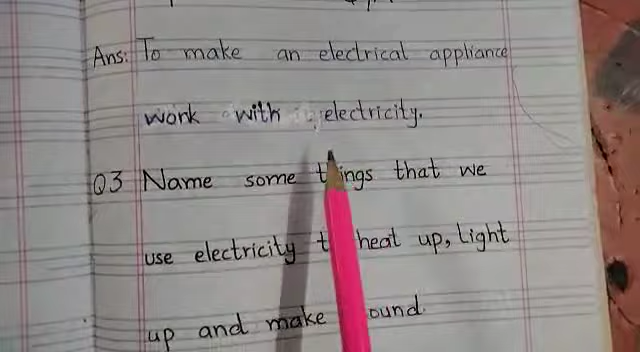 Ans: To make an electrical appliance
work with electricity.
Q3 Name some things that we
use electricity t heat up, light
up and make ound